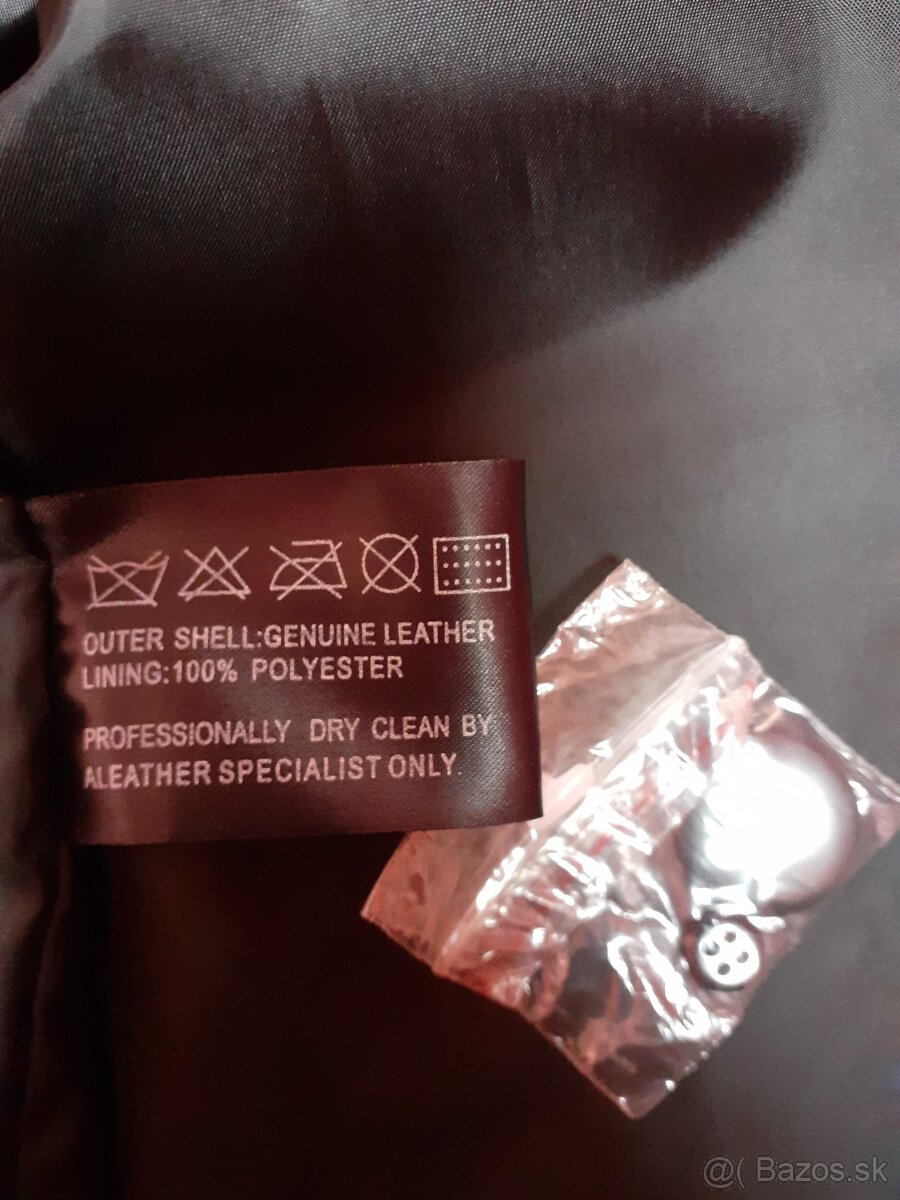 OUTER SHELL:GENUINE LEATHER
LINING:100% POLYESTER
PROFESSIONALLY DRY CLEAN BY
ALEATHER SPECIALIST ONLY.
@( Bazos.sk